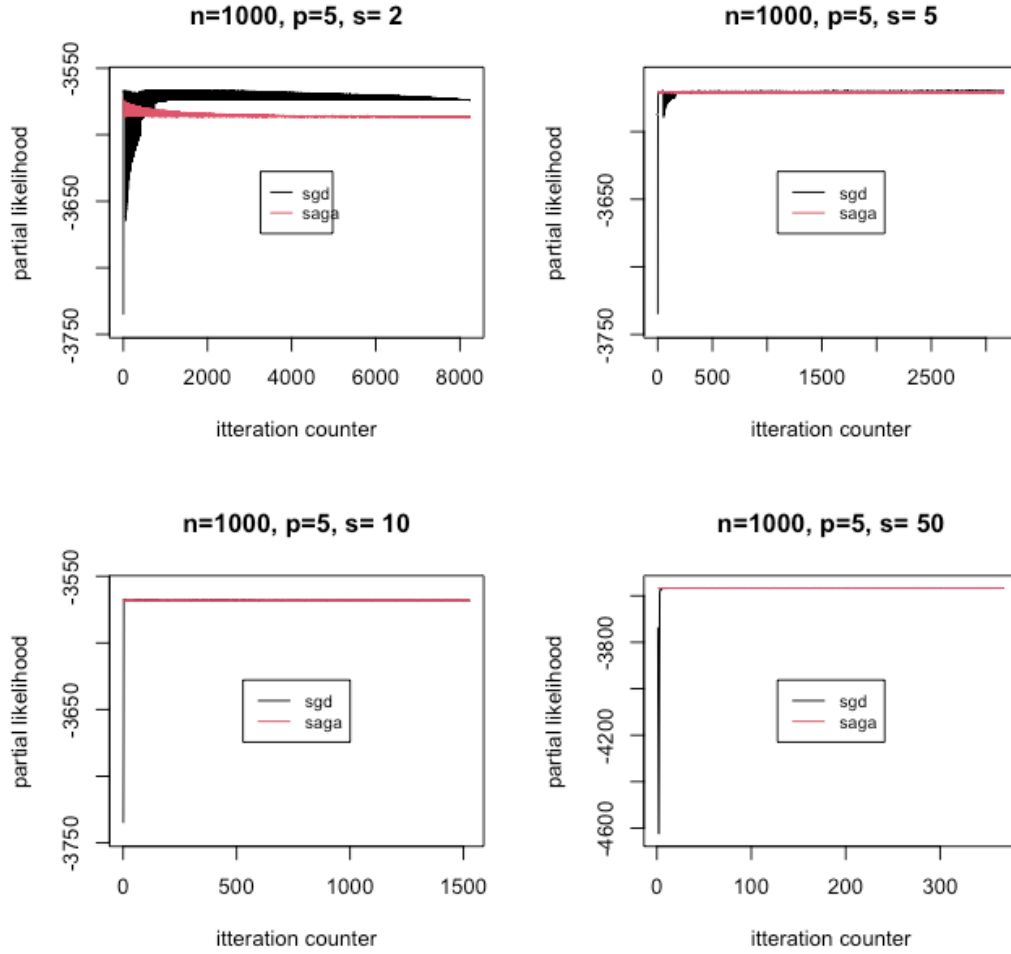 n=1000, p=5, s= 2
partial likelihood
-3550
-3650
-3750
sgd
saga
0 2000 4000 6000 8000
itteration counter
n=1000, p=5, s= 5
partial likelihood
-3550
-3650
-3750
sgd
saga
0 500 1500 2500
itteration counter
n=1000, p=5, s= 10
partial likelihood
-3550
-3650
-3750
sgd
saga
0 500 1000 1500
itteration counter
n=1000, p=5, s= 50
partial likelihood
-3800
-4200
-4600
sgd
saga
0 100 200 300
itteration counter